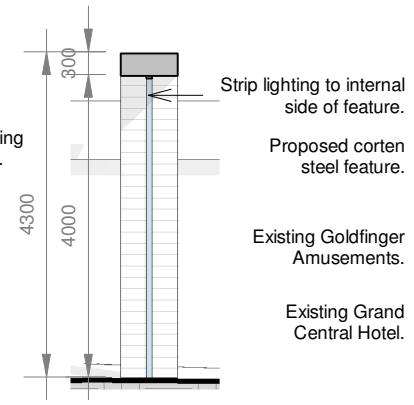 300
Strip lighting to internal
side of feature.
ing
.
Proposed corten
steel feature.
4300
4000
Existing Goldfinger
Amusements.
Existing Grand
Central Hotel.